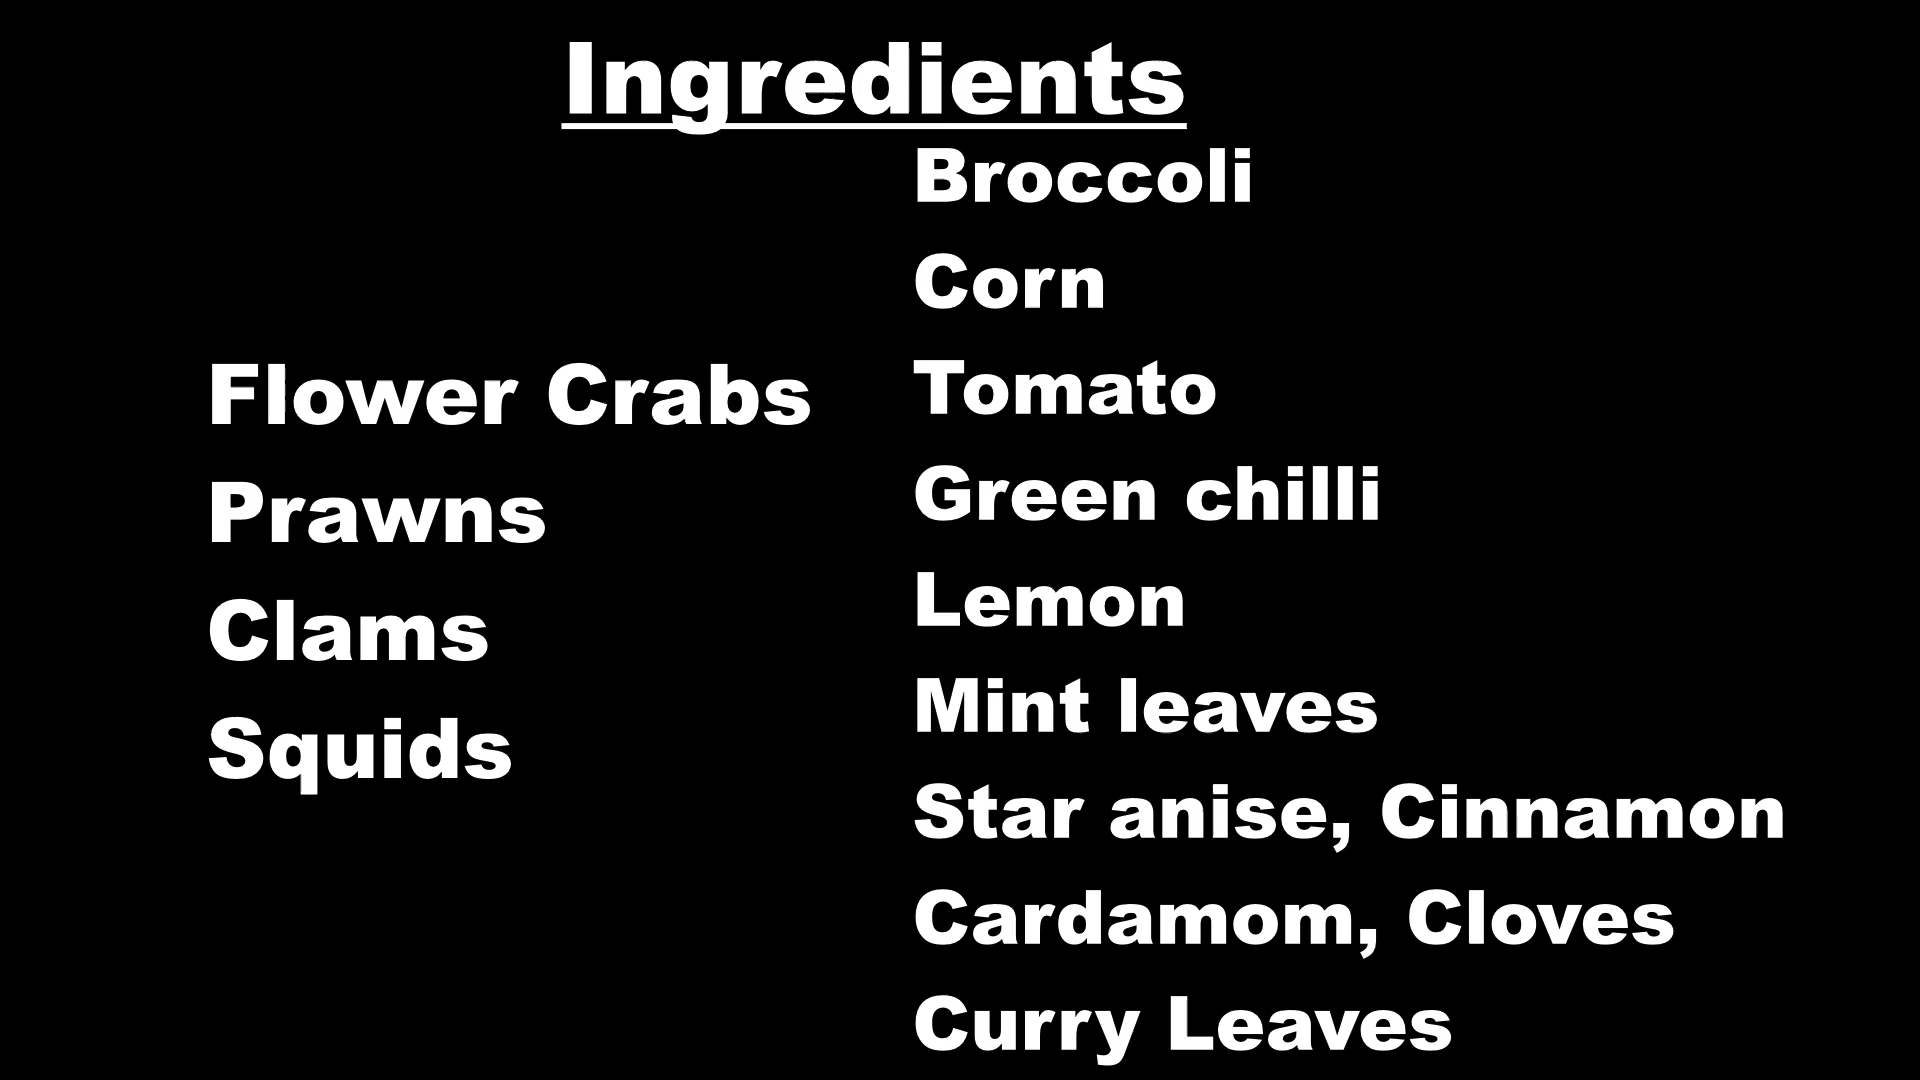 Ingredients
Flower Crabs
Prawns
Clams
Squids
Broccoli
Corn
Tomato
Green chilli
Lemon
Mint leaves
Star anise, Cinnamon
Cardamom, Cloves
Curry Leaves